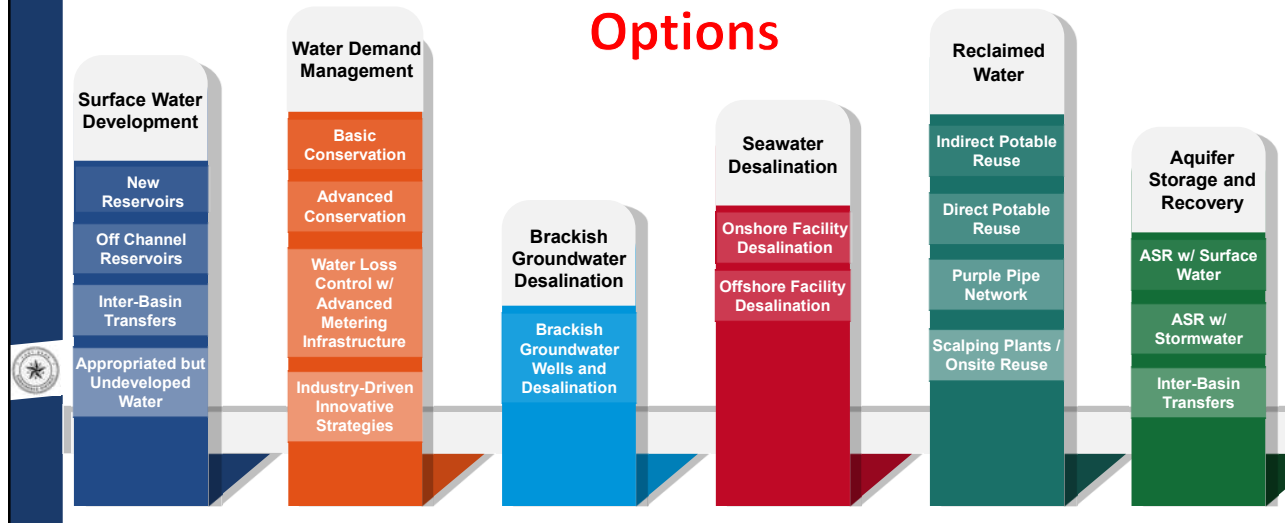 Options
Surface Water
Development
New
Reservoirs
Off Channel
Reservoirs
Inter-Basin
Transfers
Appropriated but
Undeveloped
Water
Water Demand
Management
Basic
Conservation
Advanced
Conservation
Water Loss
Control w/
Advanced
Metering
Infrastructure
Industry-Driven
Innovative
Strategies
Brackish
Groundwater
Desalination
Brackish
Groundwater
Wells and
Desalination
Seawater
Desalination
Onshore Facility
Desalination
Offshore Facility
Desalination
Reclaimed
Water
Indirect Potable
Reuse
Direct Potable
Reuse
Purple Pipe
Network
Scalping Plants /
Onsite Reuse
Aquifer
Storage and
Recovery
ASR w/ Surface
Water
ASR w/
Stormwater
Inter-Basin
Transfers